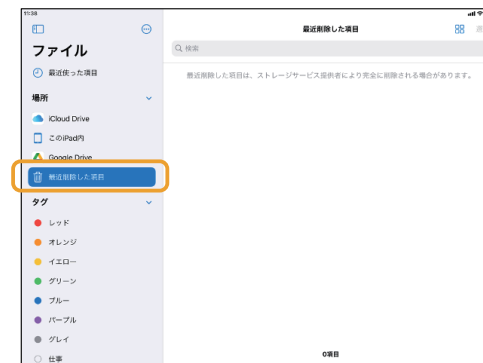 11:38
ファイル
最近使った項目
場所
iCloud Drive
このiPad内
Google Drive
最近削除した項目
タグ
レッド
オレンジ
イエロー
グリーン
ブルー
パープル
グレイ
仕事
最近削除した項目
検索
最近削除した項目は、ストレージサービス提供者により完全に削除される場合があります。
0項目